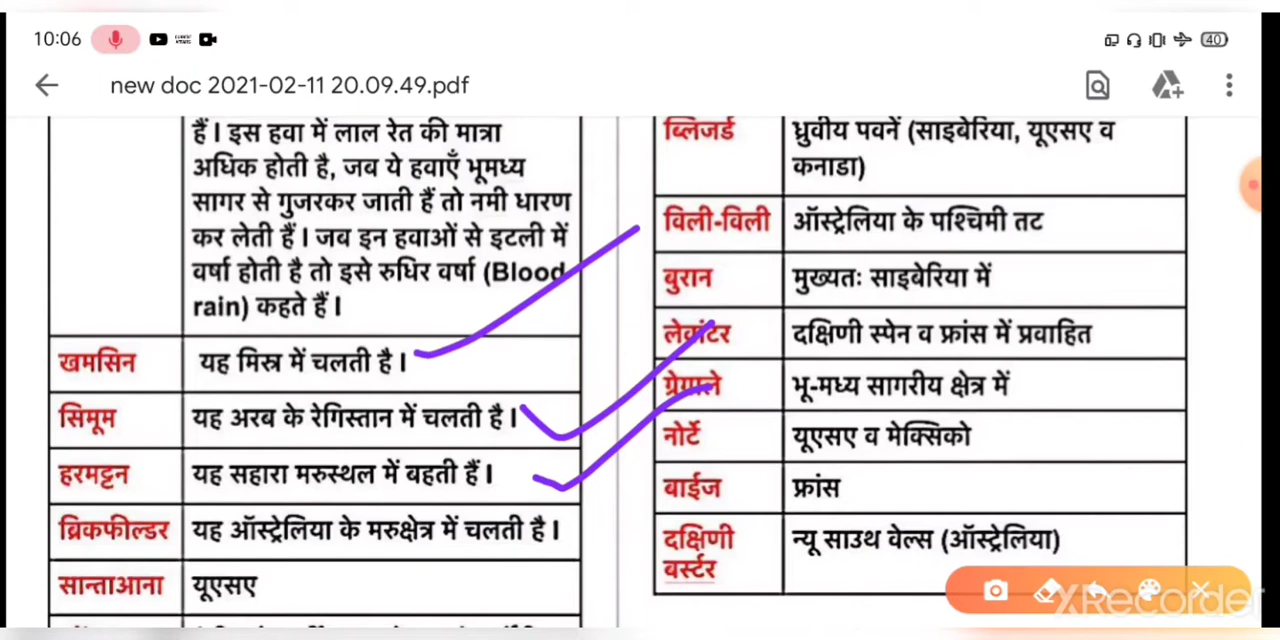 10:06
40
new doc 2021-02-11 20.09.49.pdf
हैं। इस हवा में लाल रेत की मात्रा
अधिक होती है, जब ये हवाएँ भूमध्य
सागर से गुजरकर जाती हैं तो नमी धारण
कर लेती हैं। जब इन हवाओं से इटली में
वर्षा होती है तो इसे रुधिर वर्षा (Blood
rain) कहते हैं।
खमसिन यह मिस्र में चलती है।
सिमूम यह अरब के रेगिस्तान में चलती है।
हरमट्टन यह सहारा मरुस्थल में बहती हैं।
ब्रिकफील्डर यह ऑस्ट्रेलिया के मरुक्षेत्र में चलती है।
सान्ताआना यूएसए
ब्लिजर्ड ध्रुवीय पवनें (साइबेरिया, यूएसए व
कनाडा)
विली-विली ऑस्ट्रेलिया के पश्चिमी तट
बुरान मुख्यतः साइबेरिया में
लेवांटर दक्षिणी स्पेन व फ्रांस में प्रवाहित
ग्रेगाले भू-मध्य सागरीय क्षेत्र में
नोर्टे यूएसए व मेक्सिको
बाईज फ्रांस
दक्षिणी न्यू साउथ वेल्स (ऑस्ट्रेलिया)
बर्स्टर
XRecorder